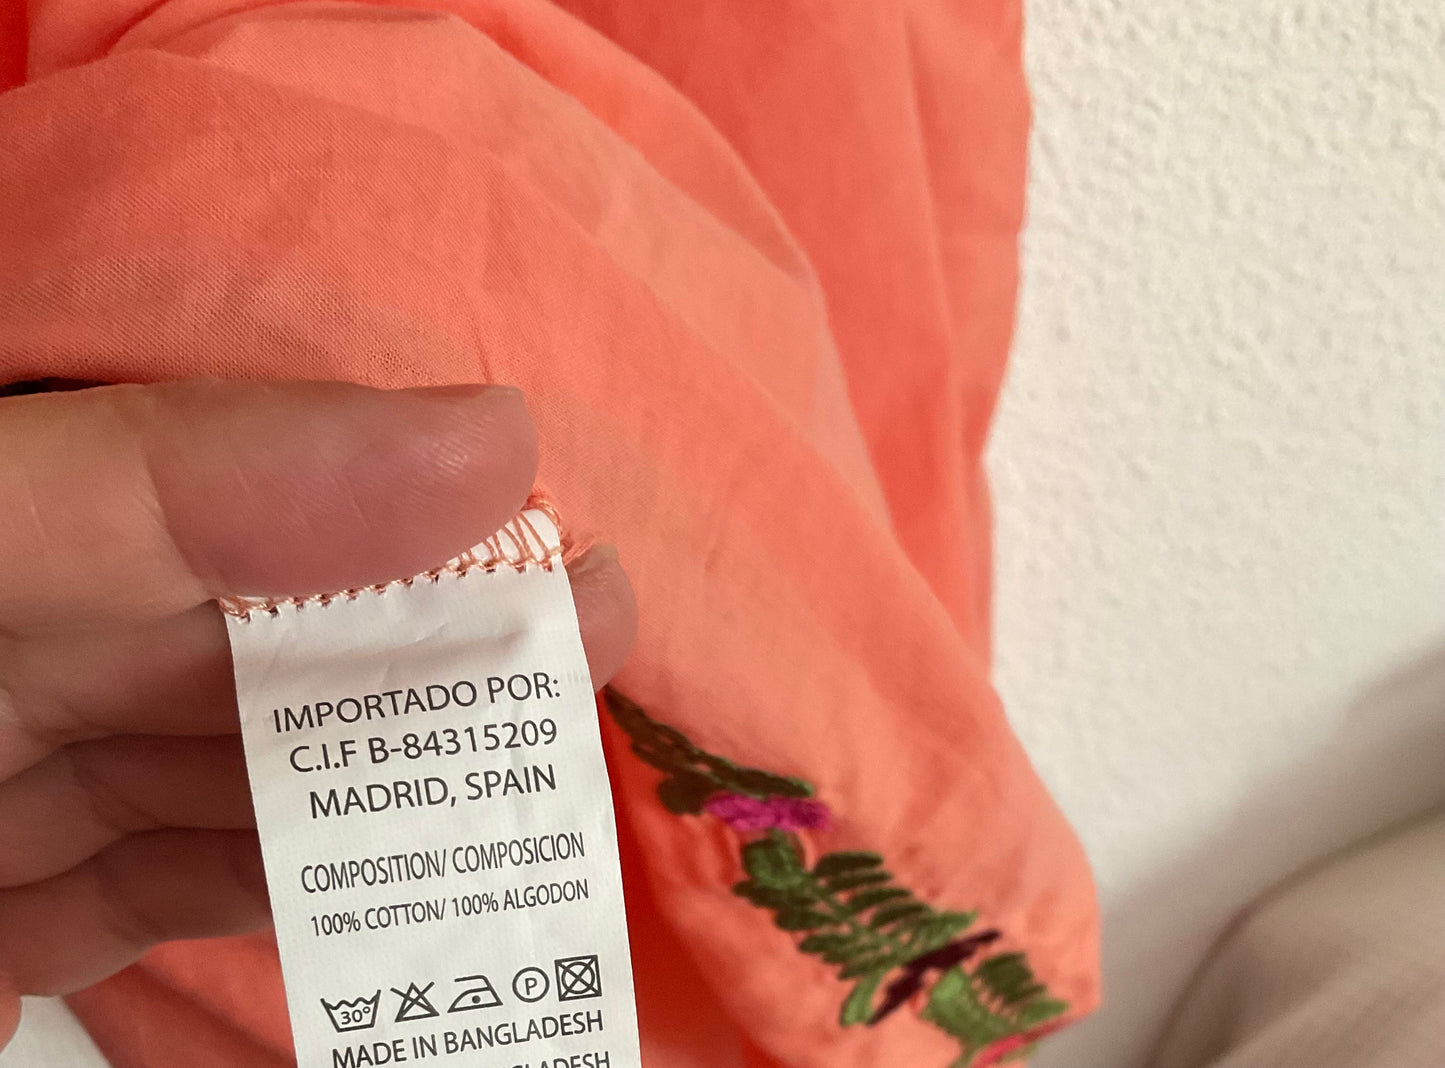 IMPORTADO POR:
C.I.F B-84315209
MADRID, SPAIN
COMPOSITION/ COMPOSICION
100% COTTON/ 100% ALGODON
30° P
MADE IN BANGLADESH